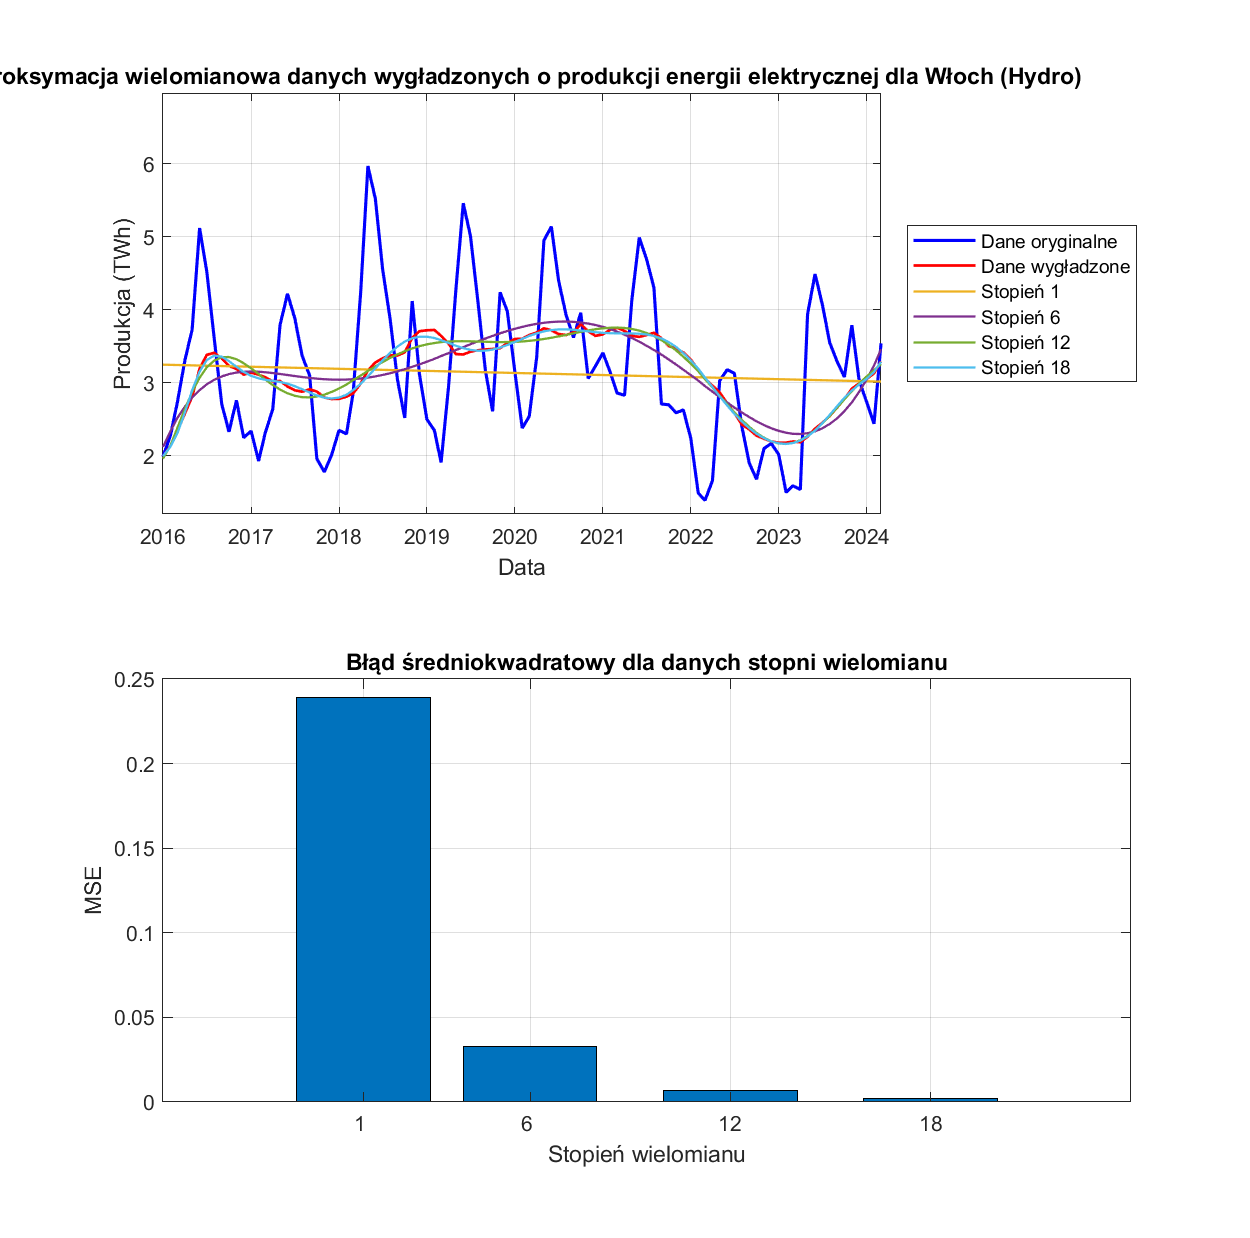 roksymacja wielomianowa danych wygładzonych o produkcji energii elektrycznej dla Włoch (Hydro)
Produkcja (TWh)
6
5
4
3
2
2016 2017 2018 2019 2020 2021 2022 2023 2024
Data
Dane oryginalne
Dane wygładzone
Stopień 1
Stopień 6
Stopień 12
Stopień 18
Błąd średniokwadratowy dla danych stopni wielomianu
MSE
0.25
0.2
0.15
0.1
0.05
0
1 6 12 18
Stopień wielomianu